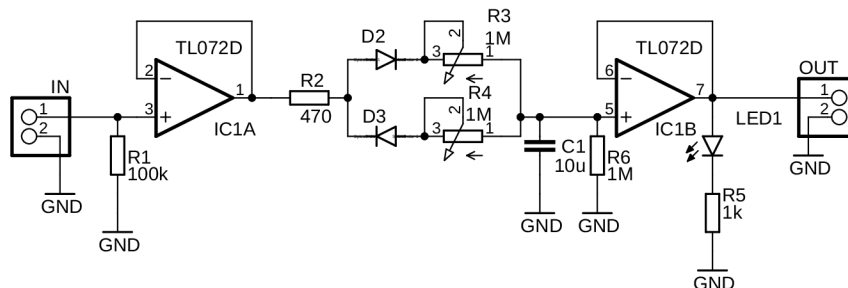 IN
1
2
GND
R1
100k
GND
TL072D
2
3
1
IC1A
R2
470
D2
D3
R3
1M
2
3
1
R4
1M
2
3
1
C1
10u
GND
R6
1M
GND
TL072D
6
5
7
IC1B
LED1
R5
1k
GND
OUT
1
2
GND